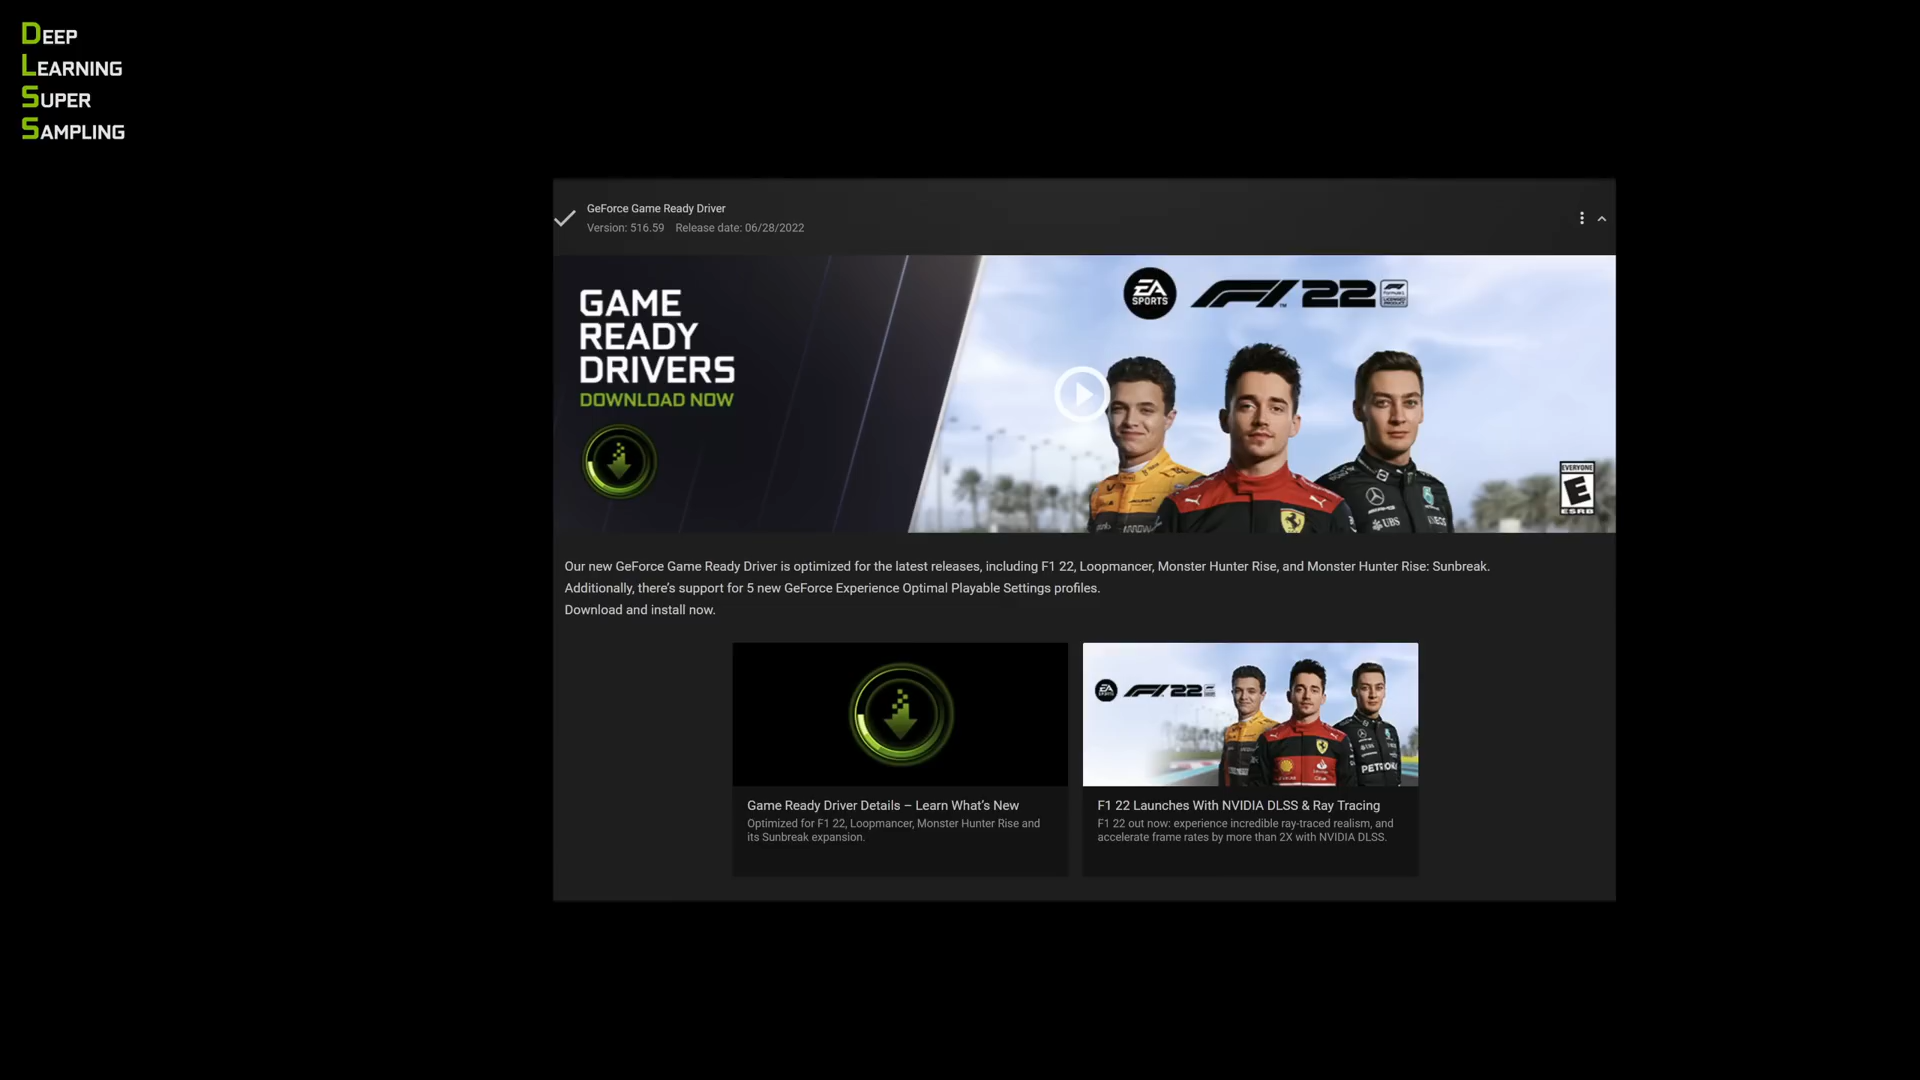 DEEP
LEARNING
SUPER
SAMPLING
GeForce Game Ready Driver
Version: 516.59 Release date: 06/28/2022
GAME
READY
DRIVERS
DOWNLOAD NOW
EA
SPORTS
F1 22
EVERYONE
E
ESRB
UBS
Our new GeForce Game Ready Driver is optimized for the latest releases, including F1 22, Loopmancer, Monster Hunter Rise, and Monster Hunter Rise: Sunbreak.
Additionally, there’s support for 5 new GeForce Experience Optimal Playable Settings profiles.
Download and install now.
F1 22
Game Ready Driver Details – Learn What’s New
Optimized for F1 22, Loopmancer, Monster Hunter Rise and
its Sunbreak expansion.
F1 22 Launches With NVIDIA DLSS & Ray Tracing
F1 22 out now: experience incredible ray-traced realism, and
accelerate frame rates by more than 2X with NVIDIA DLSS.